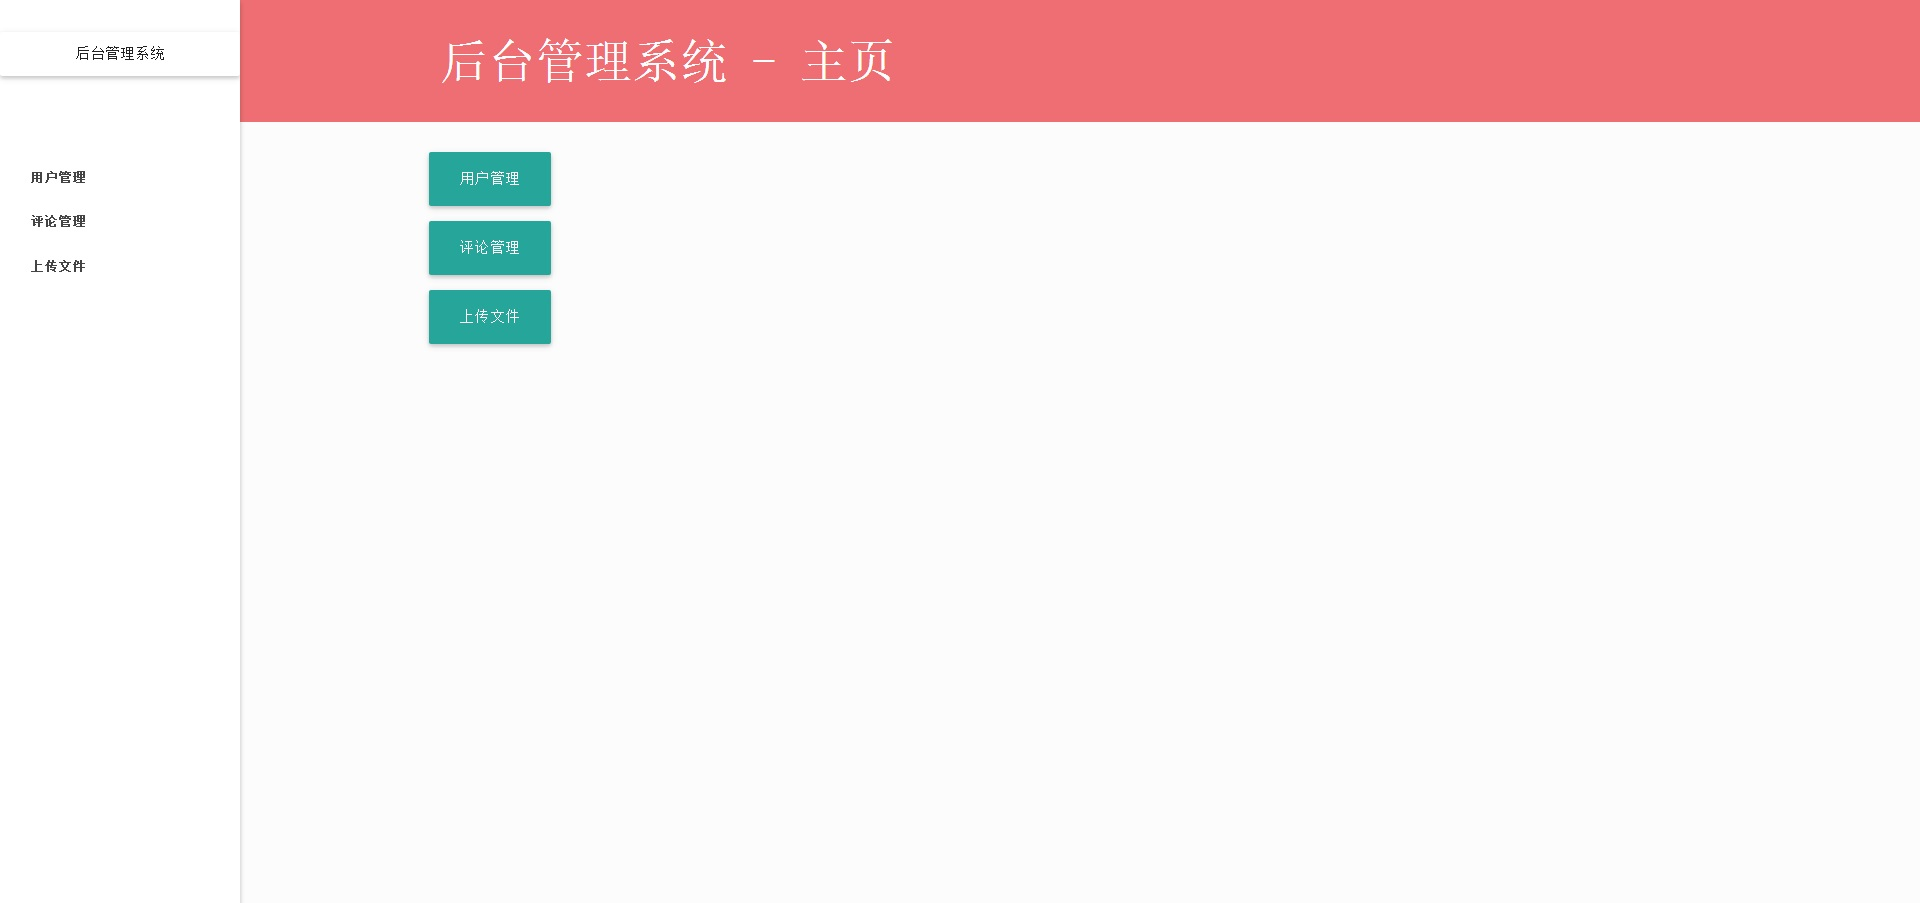 后台管理系统
用户管理
评论管理
上传文件
后台管理系统 - 主页
用户管理
评论管理
上传文件